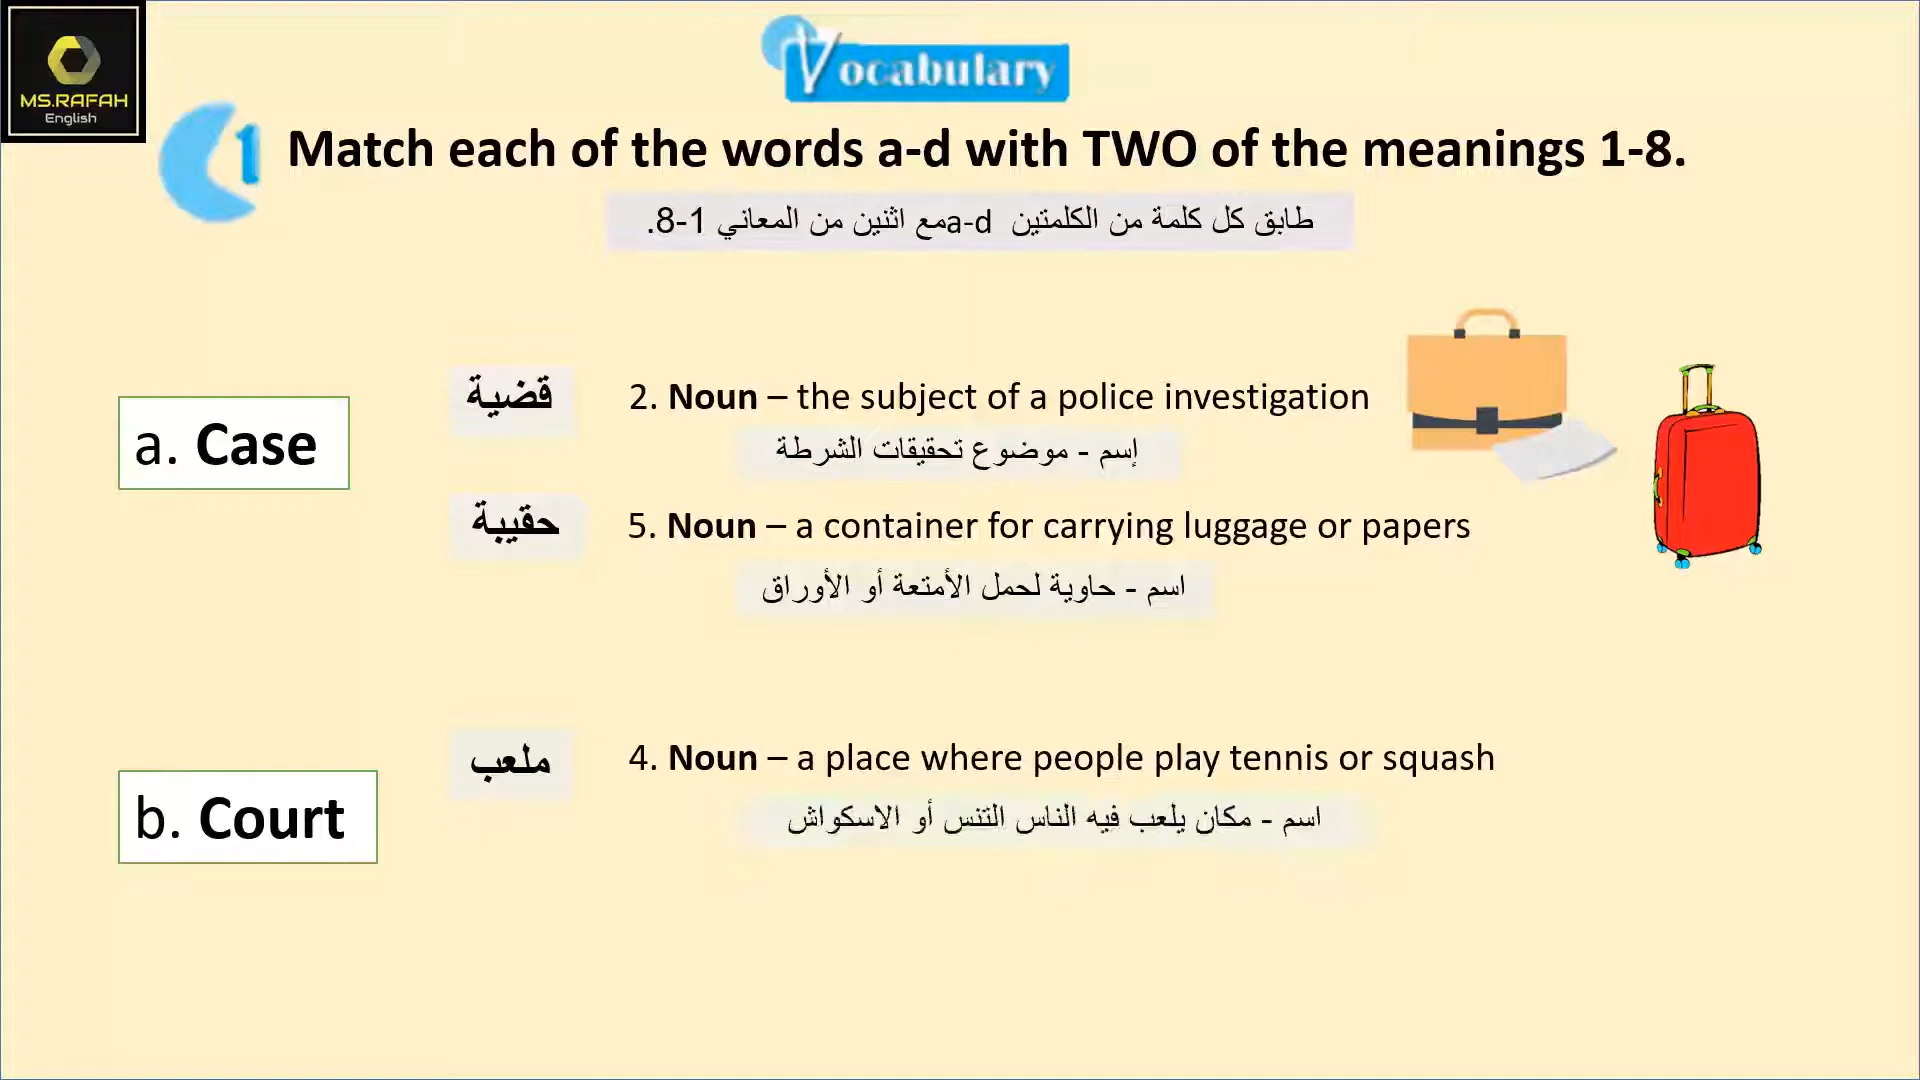 MS.RAFAH
English
Vocabulary
1 Match each of the words a-d with TWO of the meanings 1-8.
طابق كل كلمة من الكلمتين a-d مع اثنين من المعاني 1-8.
a. Case
قضية
2. Noun – the subject of a police investigation
إسم - موضوع تحقيقات الشرطة
حقيبة
5. Noun – a container for carrying luggage or papers
اسم - حاوية لحمل الأمتعة أو الأوراق
b. Court
ملعب
4. Noun – a place where people play tennis or squash
اسم - مكان يلعب فيه الناس التنس أو الاسكواش